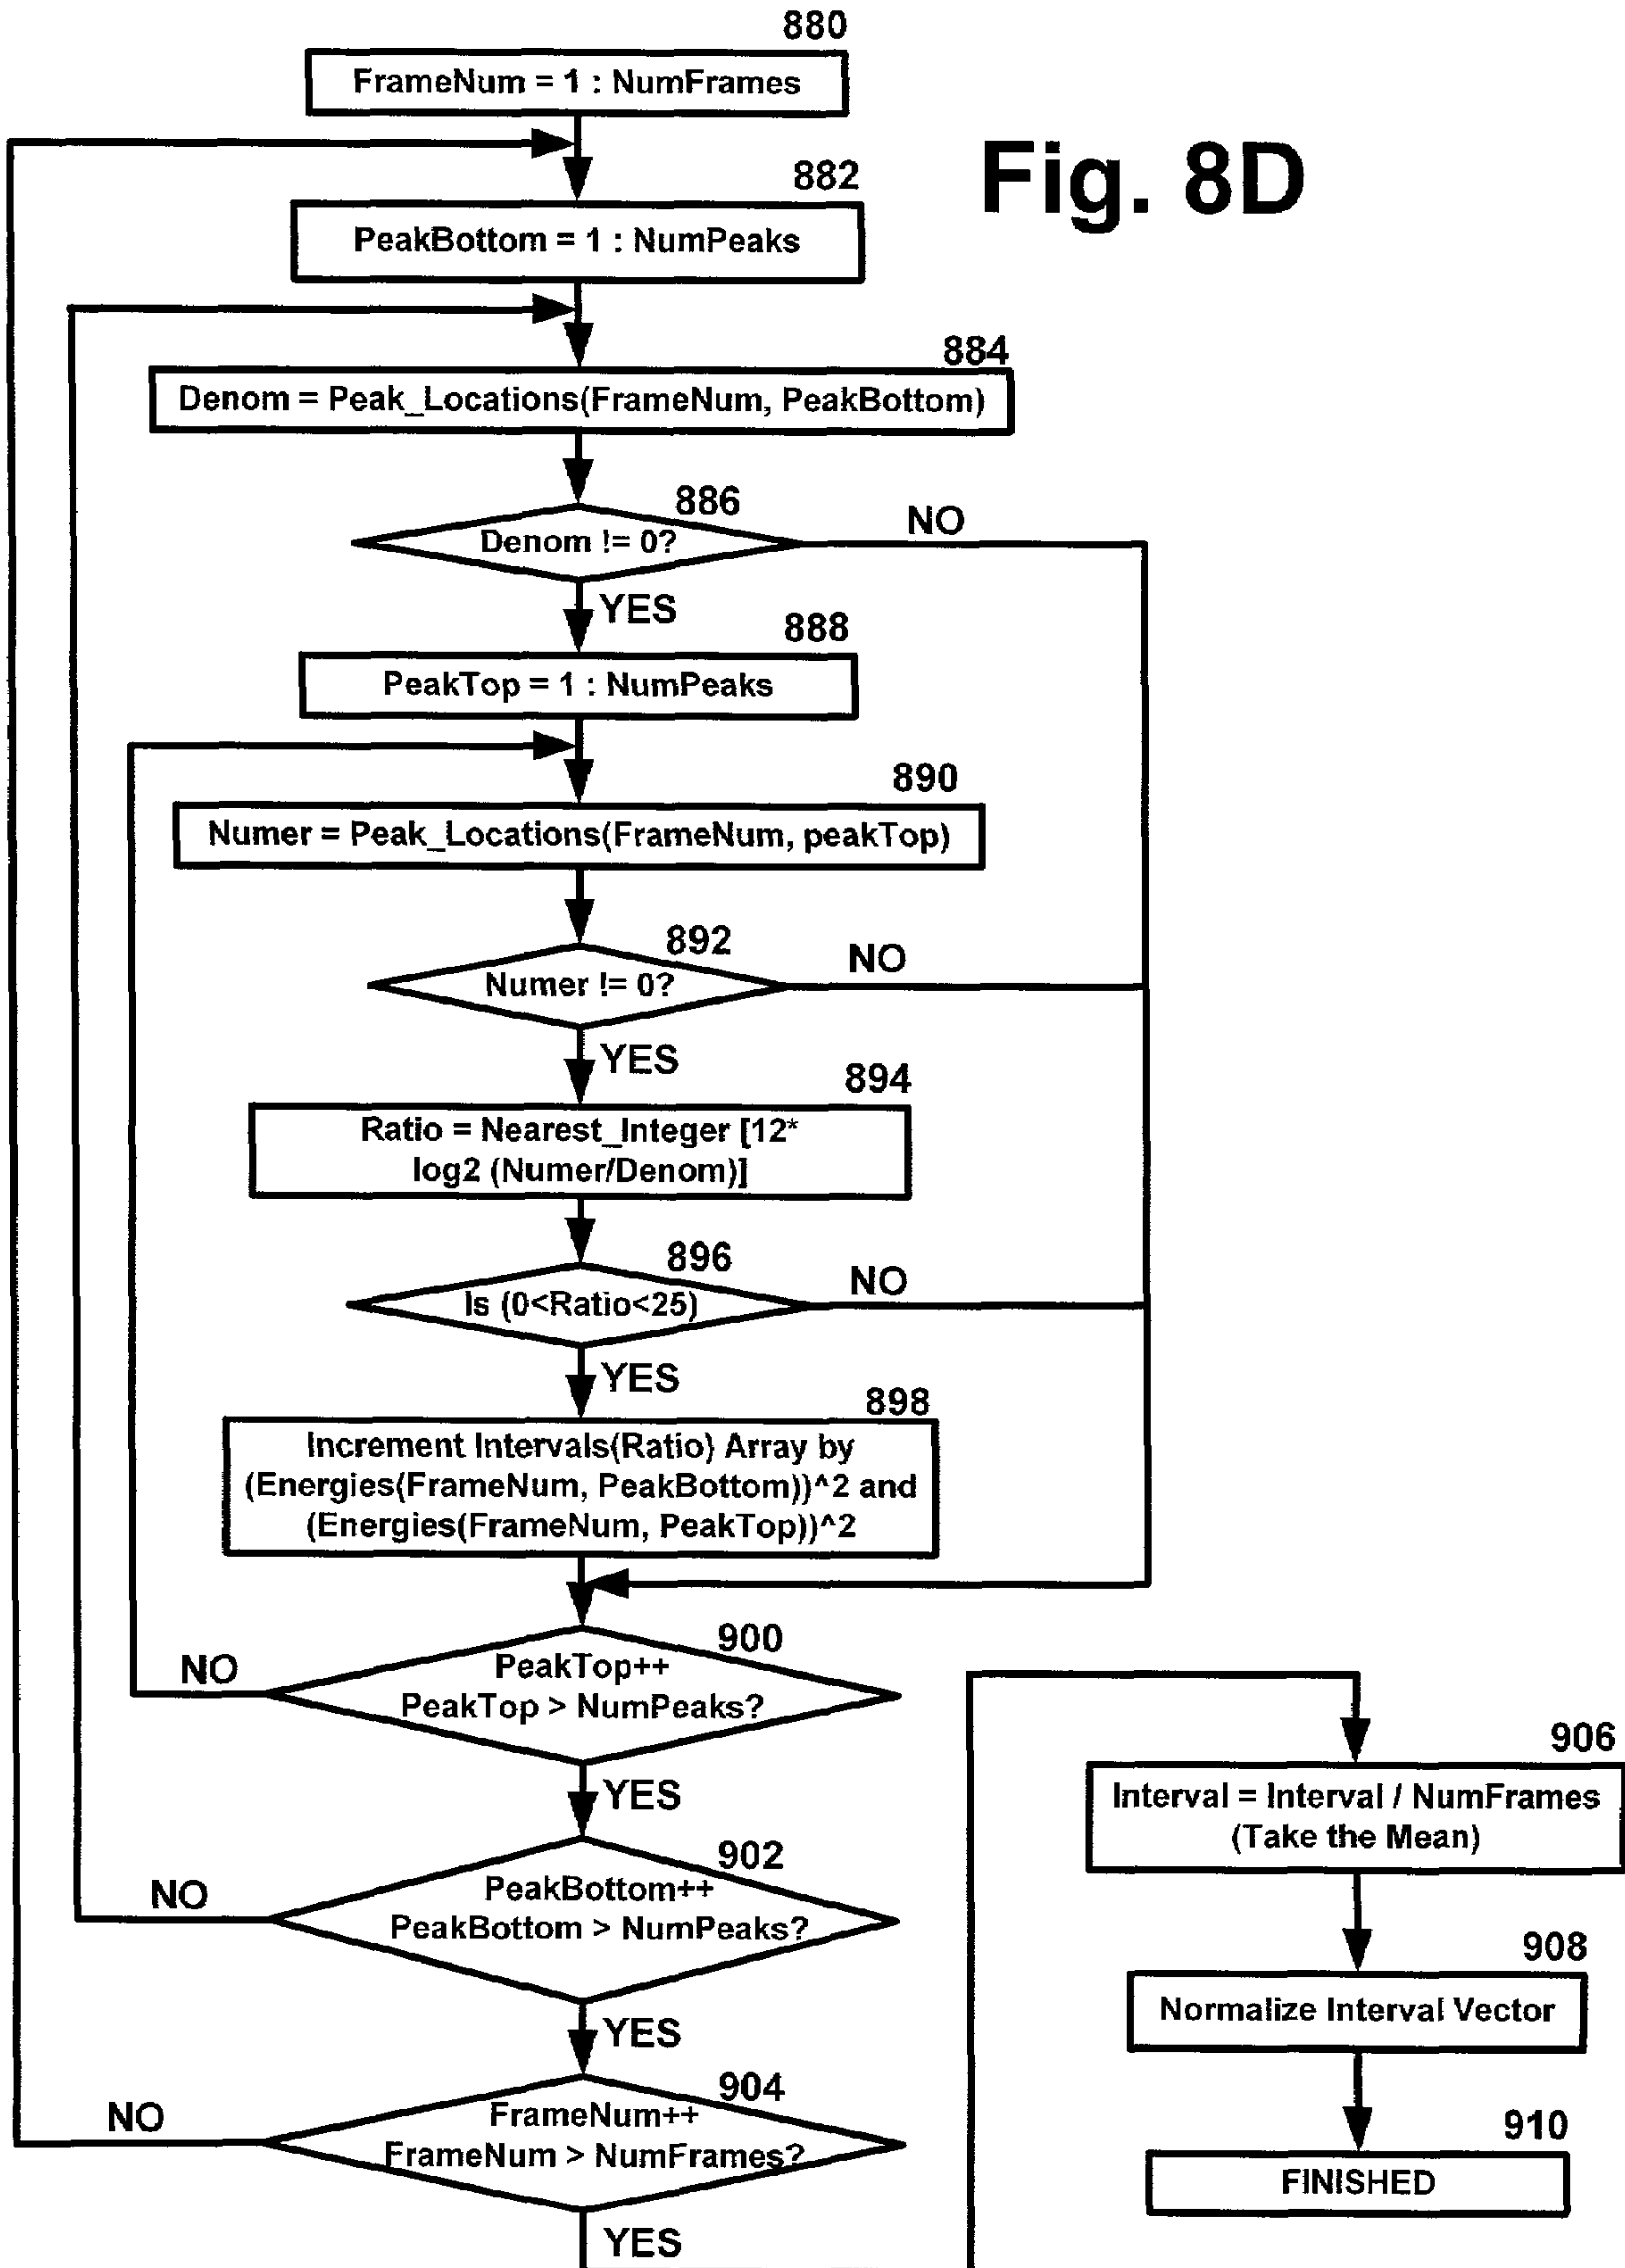 880
FrameNum = 1 : NumFrames
Fig. 8D
882
PeakBottom = 1 : NumPeaks
884
Denom = Peak_Locations(FrameNum, PeakBottom)
886
NO
Denom != 0?
YES
888
PeakTop = 1 : NumPeaks
890
Numer = Peak_Locations(FrameNum, peakTop)
892
NO
Numer != 0?
YES
894
Ratio = Nearest_Integer [12*
log2 (Numer/Denom)]
896
NO
Is (0<Ratio<25)
YES
898
Increment Intervals(Ratio) Array by
(Energies(FrameNum, PeakBottom))^2 and
(Energies(FrameNum, PeakTop))^2
900
NO
PeakTop++
PeakTop > NumPeaks?
YES
902
NO
PeakBottom++
PeakBottom > NumPeaks?
YES
904
NO
FrameNum++
FrameNum > NumFrames?
YES
906
Interval = Interval / NumFrames
(Take the Mean)
908
Normalize Interval Vector
910
FINISHED